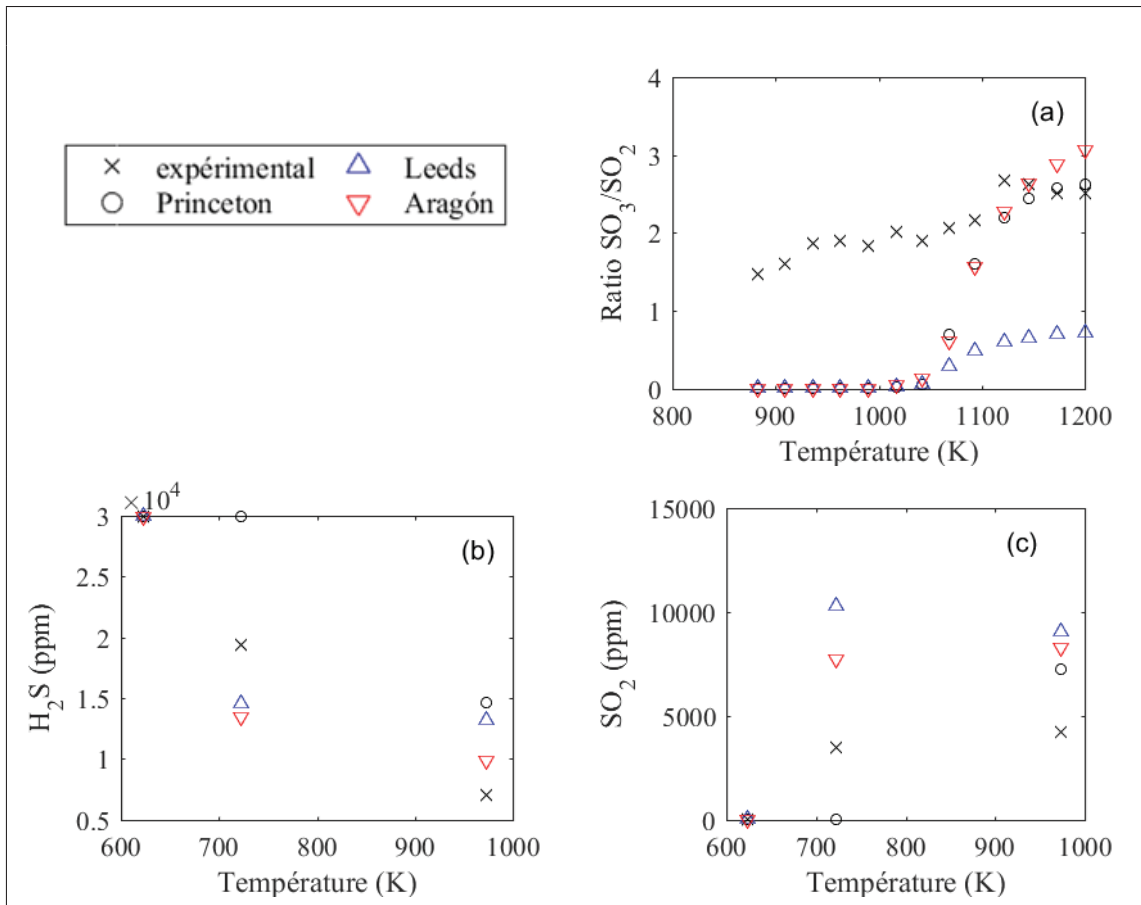 × expérimental △ Leeds
○ Princeton ▽ Aragón
(a)
4
3
2
1
0
Ratio SO3/SO2
800 900 1000 1100 1200
Température (K)
×10^4
(b)
3
2.5
2
1.5
1
0.5
H2S (ppm)
600 700 800 900 1000
Température (K)
(c)
15000
10000
5000
0
SO2 (ppm)
600 700 800 900 1000
Température (K)